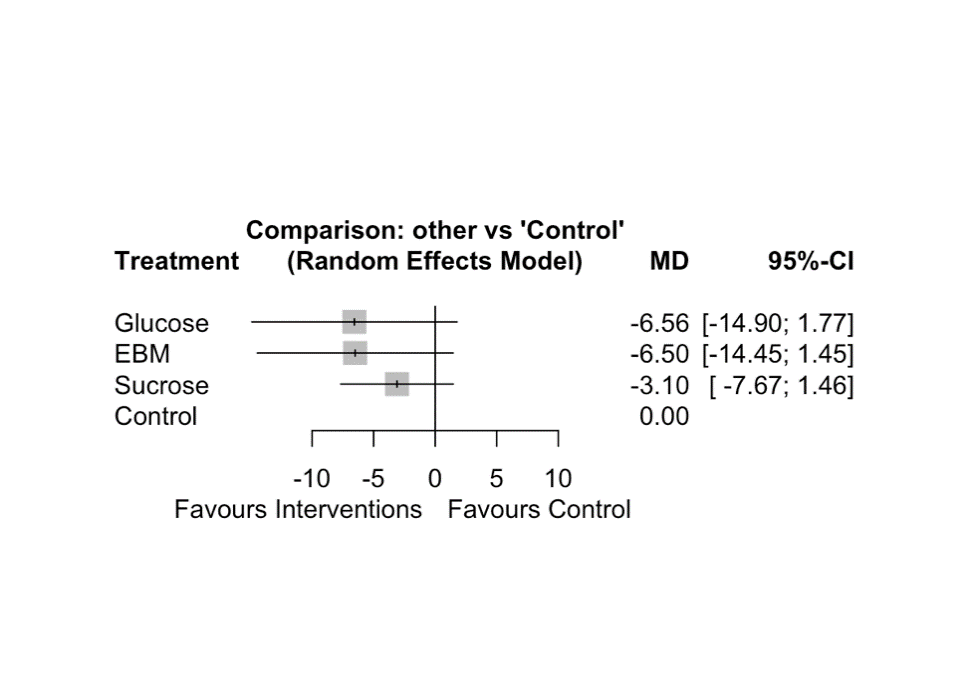 Comparison: other vs 'Control'
Treatment (Random Effects Model) MD 95%-CI
Glucose -6.56 [-14.90; 1.77]
EBM -6.50 [-14.45; 1.45]
Sucrose -3.10 [ -7.67; 1.46]
Control 0.00
-10 -5 0 5 10
Favours Interventions Favours Control